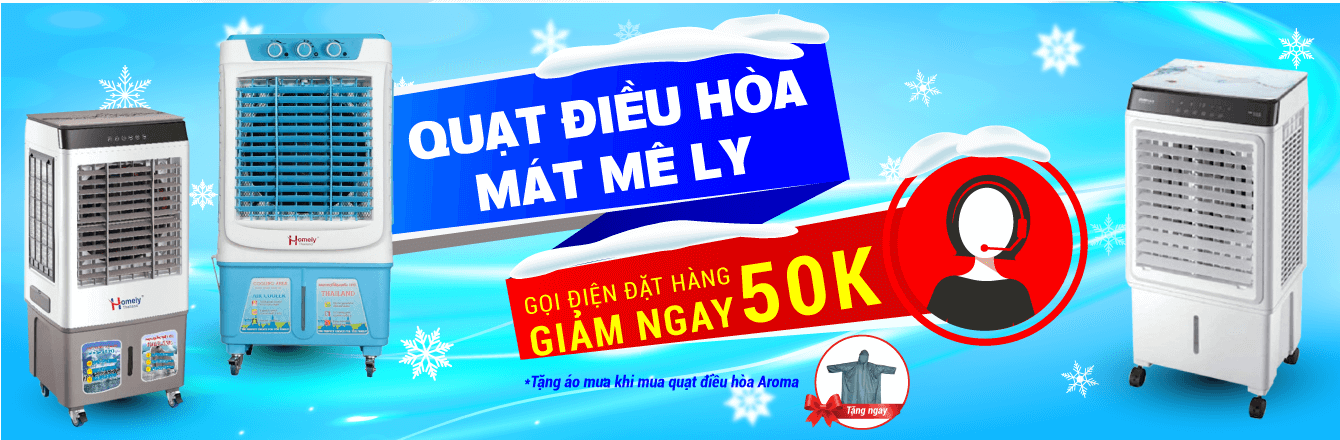 QUẠT ĐIỀU HÒA
MÁT MÊ LY
GỌI ĐIỆN ĐẶT HÀNG
GIẢM NGAY 50K
*Tặng áo mưa khi mua quạt điều hòa Aroma
Tặng ngay
Homely
THAILAND
Homely